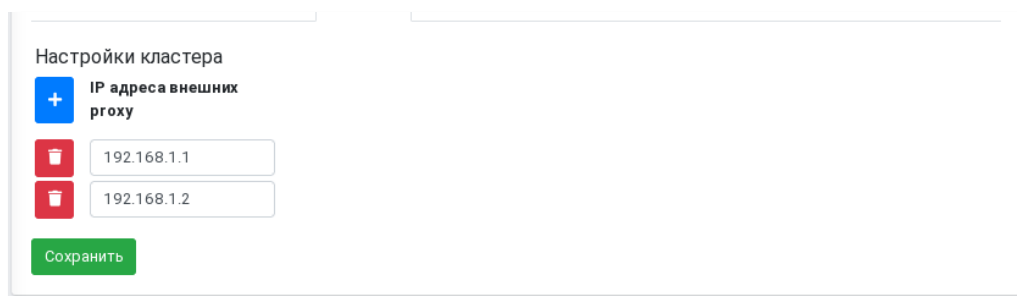 Настройки кластера
IP адреса внешних
proxy
192.168.1.1
192.168.1.2
Сохранить